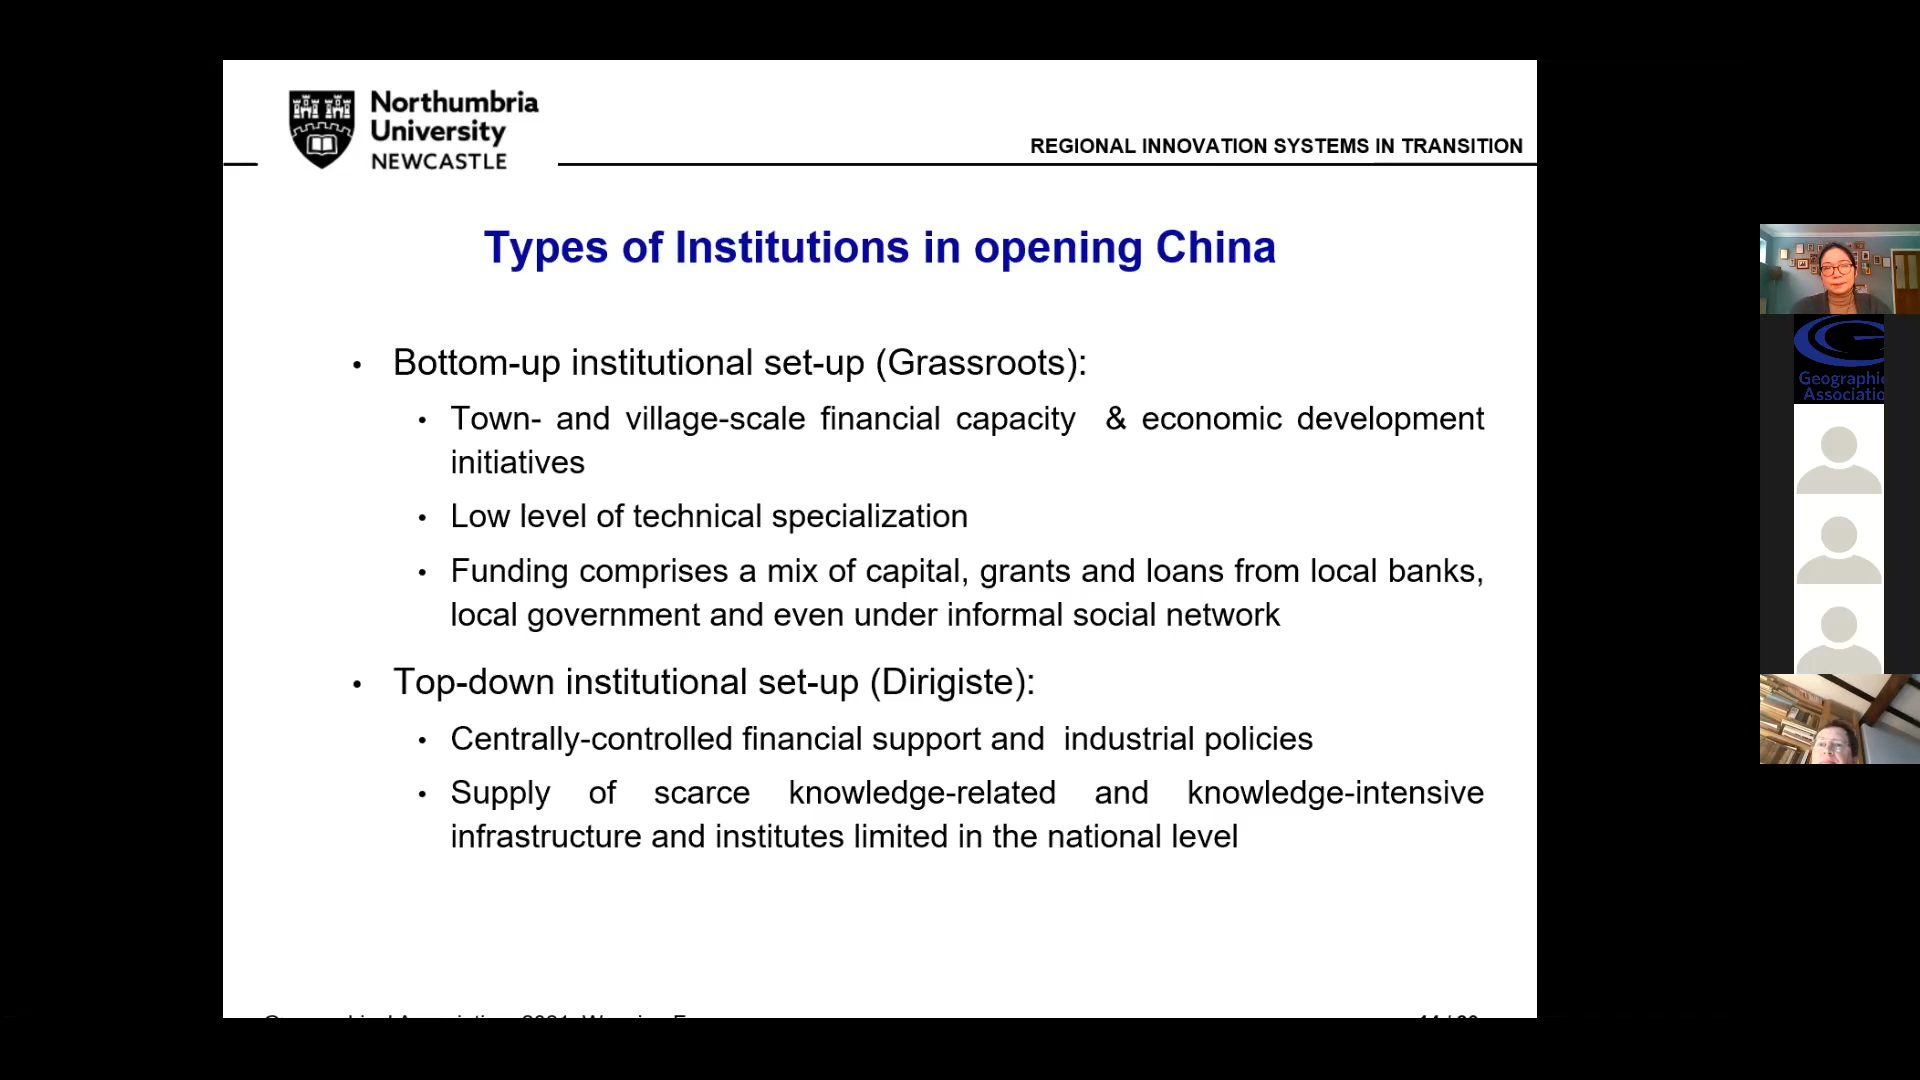 Northumbria
University
NEWCASTLE
REGIONAL INNOVATION SYSTEMS IN TRANSITION
Types of Institutions in opening China
• Bottom-up institutional set-up (Grassroots):
• Town- and village-scale financial capacity & economic development
initiatives
• Low level of technical specialization
• Funding comprises a mix of capital, grants and loans from local banks,
local government and even under informal social network
• Top-down institutional set-up (Dirigiste):
• Centrally-controlled financial support and industrial policies
• Supply of scarce knowledge-related and knowledge-intensive
infrastructure and institutes limited in the national level
Geographic
Associatio